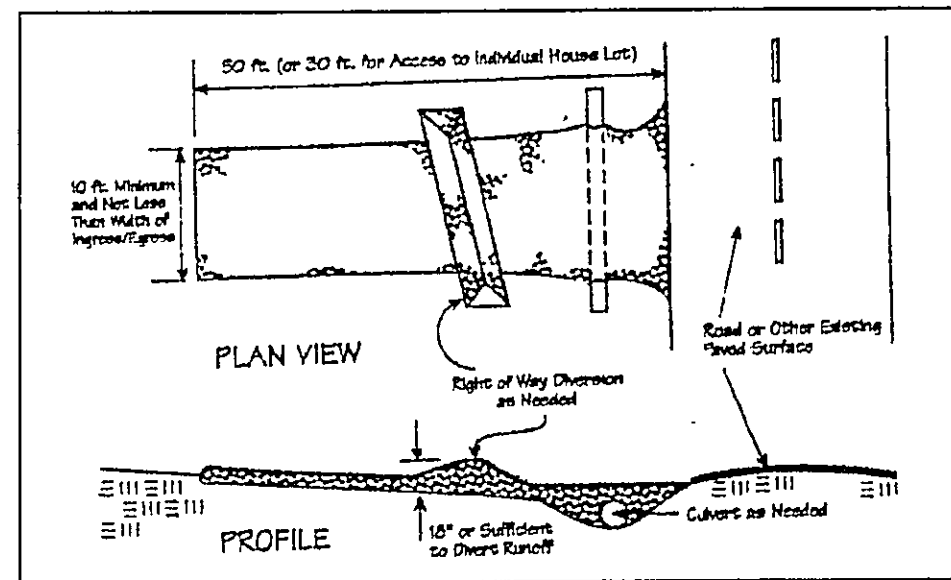 50 ft. (or 30 ft. for Access to Individual House Lot)
10 ft. Minimum
and Not Less
Than Width of
Ingress/Egress
PLAN VIEW
Road or Other Existing
Paved Surface
Right of Way Diversion
as Needed
18" or Sufficient
to Divert Runoff
Culvert as Needed
PROFILE